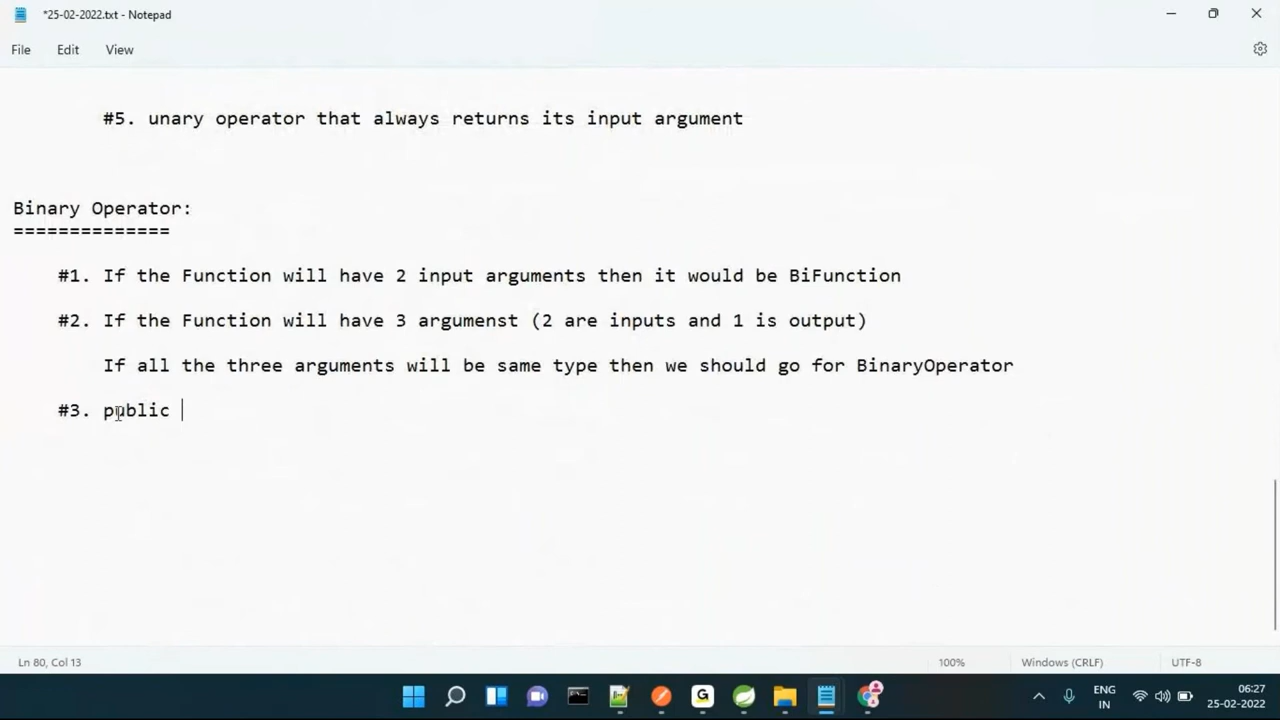 *25-02-2022.txt - Notepad
File Edit View
#5. unary operator that always returns its input argument
Binary Operator:
==============
#1. If the Function will have 2 input arguments then it would be BiFunction
#2. If the Function will have 3 argumenst (2 are inputs and 1 is output)
If all the three arguments will be same type then we should go for BinaryOperator
#3. public
Ln 80, Col 13 100% Windows (CRLF) UTF-8
G
ENG
IN
06:27
25-02-2022